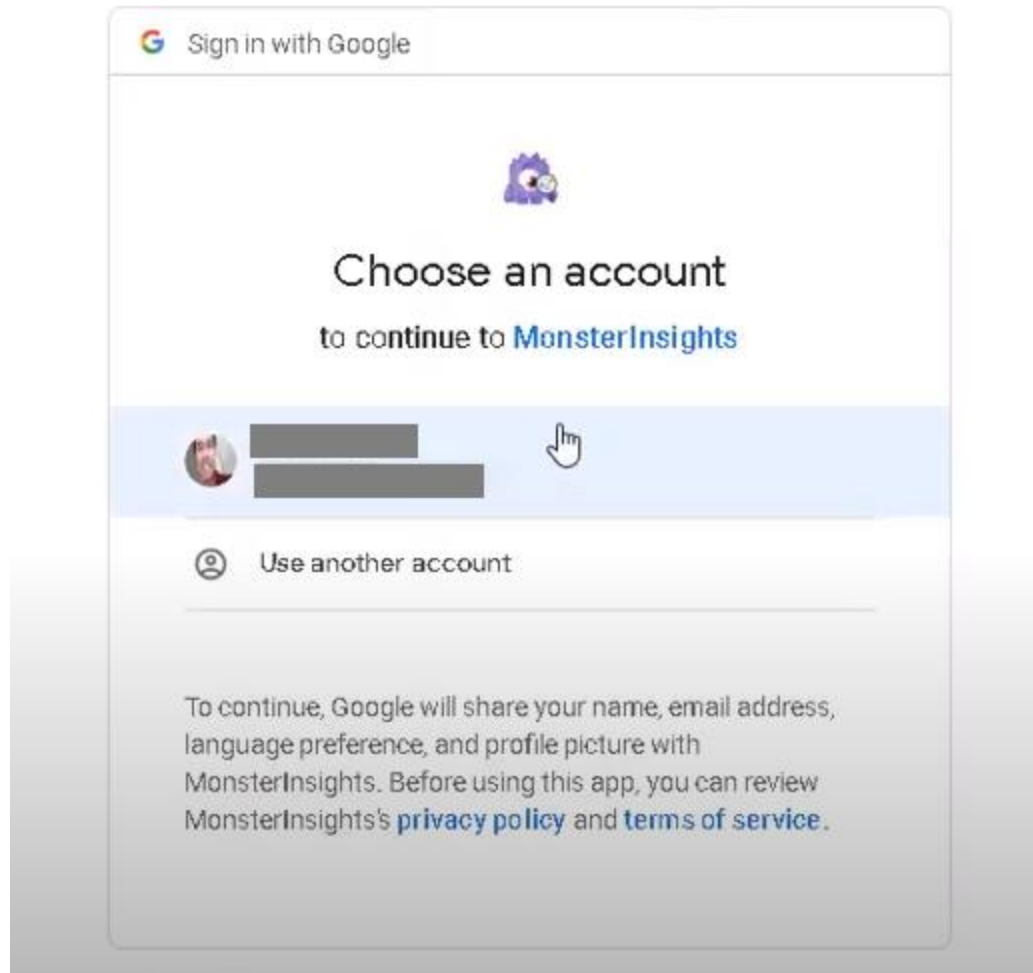 Sign in with Google
Choose an account
to continue to MonsterInsights
Use another account
To continue, Google will share your name, email address,
language preference, and profile picture with
MonsterInsights. Before using this app, you can review
MonsterInsights's privacy policy and terms of service.